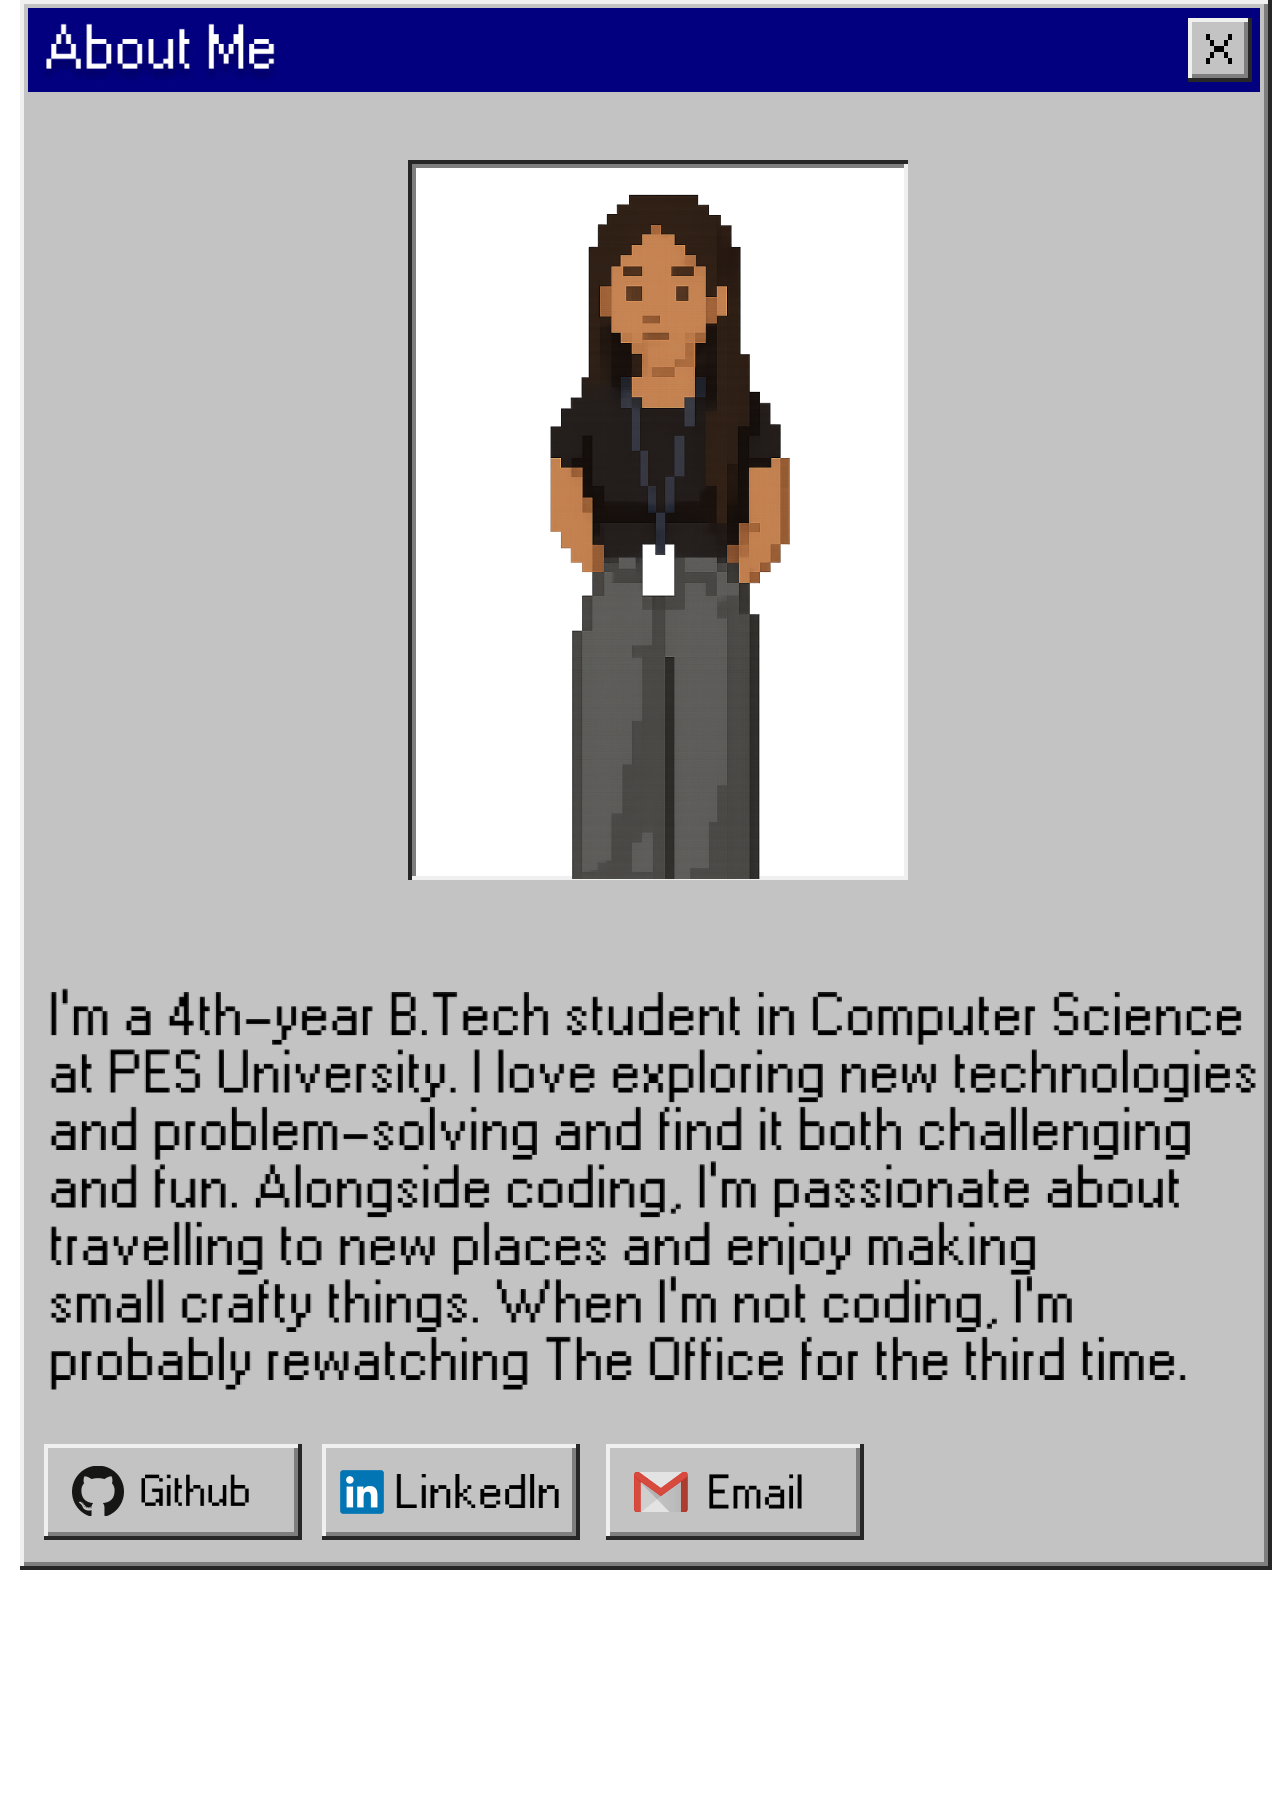 About Me
I'm a 4th-year B.Tech student in Computer Science
at PES University. I love exploring new technologies
and problem-solving and find it both challenging
and fun. Alongside coding, I'm passionate about
travelling to new places and enjoy making
small crafty things. When I'm not coding, I'm
probably rewatching The Office for the third time.
Github
in LinkedIn
Email